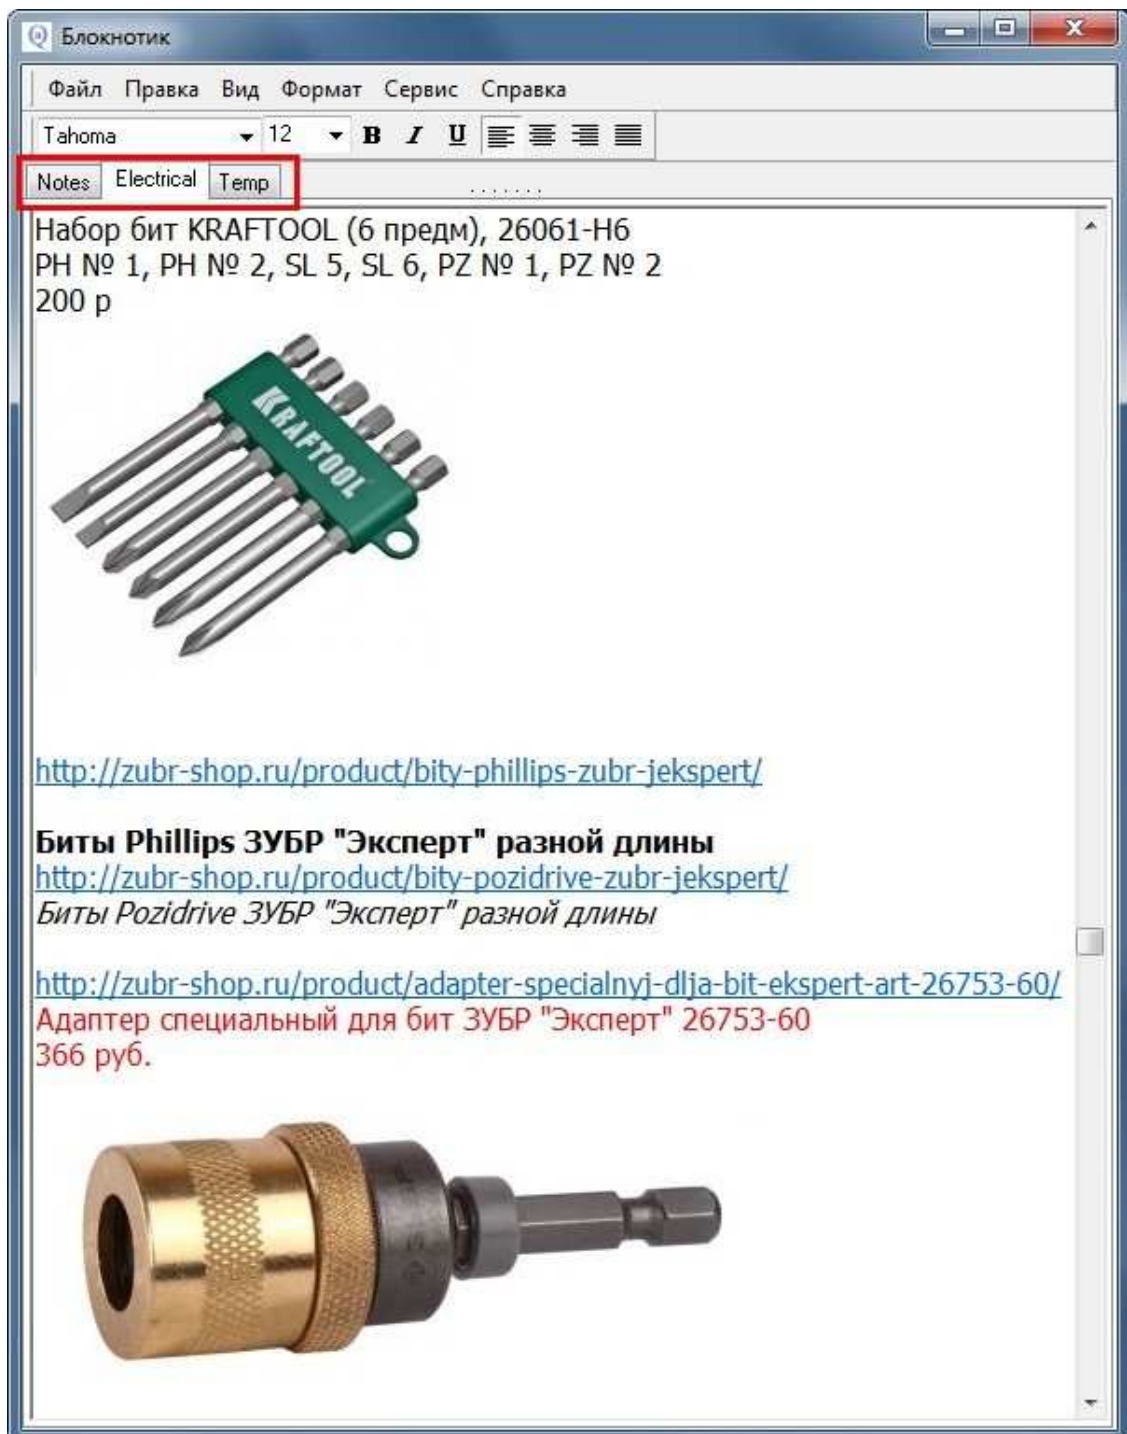 Блокнотик
Файл Правка Вид Формат Сервис Справка
Tahoma 12 B I U
Notes Electrical Temp
Набор бит KRAFTOOL (6 предм), 26061-H6
PH № 1, PH № 2, SL 5, SL 6, PZ № 1, PZ № 2
200 р
KRAFTOOL
http://zubr-shop.ru/product/bity-phillips-zubr-jekspert/
Биты Phillips ЗУБР "Эксперт" разной длины
http://zubr-shop.ru/product/bity-pozidrive-zubr-jekspert/
Биты Pozidrive ЗУБР "Эксперт" разной длины
http://zubr-shop.ru/product/adapter-specialnyj-dlja-bit-ekspert-art-26753-60/
Адаптер специальный для бит ЗУБР "Эксперт" 26753-60
366 руб.